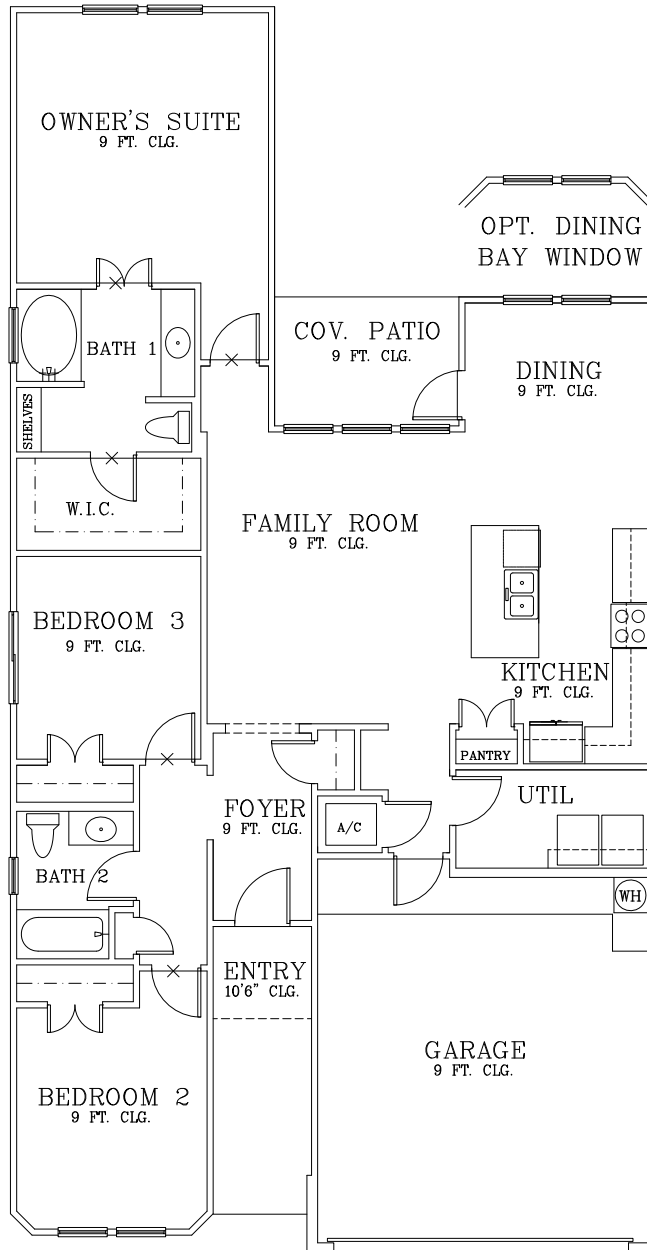 OWNER'S SUITE
9 FT. CLG.
OPT. DINING
BAY WINDOW
COV. PATIO
9 FT. CLG.
BATH 1
DINING
9 FT. CLG.
SHELVES
W.I.C.
FAMILY ROOM
9 FT. CLG.
BEDROOM 3
9 FT. CLG.
KITCHEN
9 FT. CLG.
PANTRY
UTIL
FOYER
9 FT. CLG.
A/C
BATH 2
WH
ENTRY
10'6" CLG.
GARAGE
9 FT. CLG.
BEDROOM 2
9 FT. CLG.